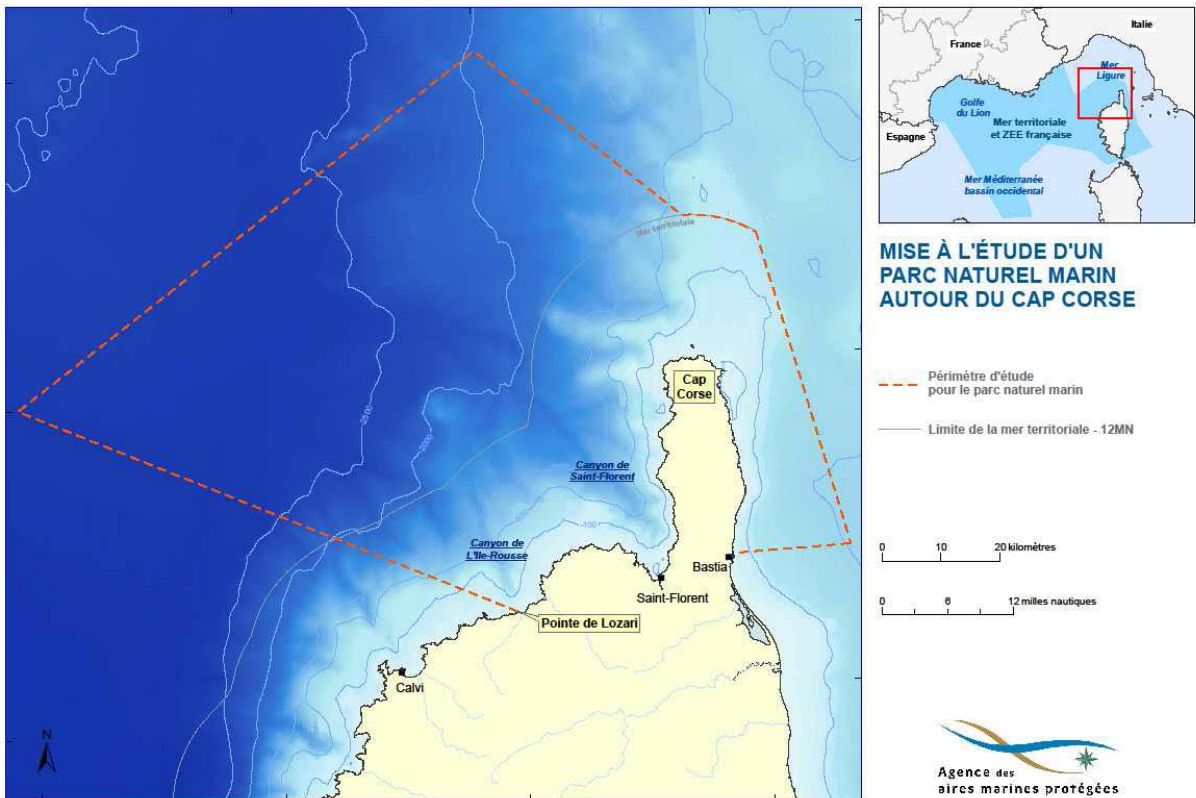 Mer territoriale
-2500
-2000
-100
Cap
Corse
Canyon de
Saint-Florent
Canyon de
L'Ile-Rousse
Bastia
Saint-Florent
Pointe de Lozari
Calvi
N
Italie
France
Mer
Ligure
Golfe
du Lion
Mer territoriale
et ZEE française
Espagne
Mer Méditerranée
bassin occidental
MISE À L'ÉTUDE D'UN
PARC NATUREL MARIN
AUTOUR DU CAP CORSE
Périmètre d'étude
pour le parc naturel marin
Limite de la mer territoriale - 12MN
0 10 20 kilomètres
0 6 12 milles nautiques
Agence des
aires marines protégées